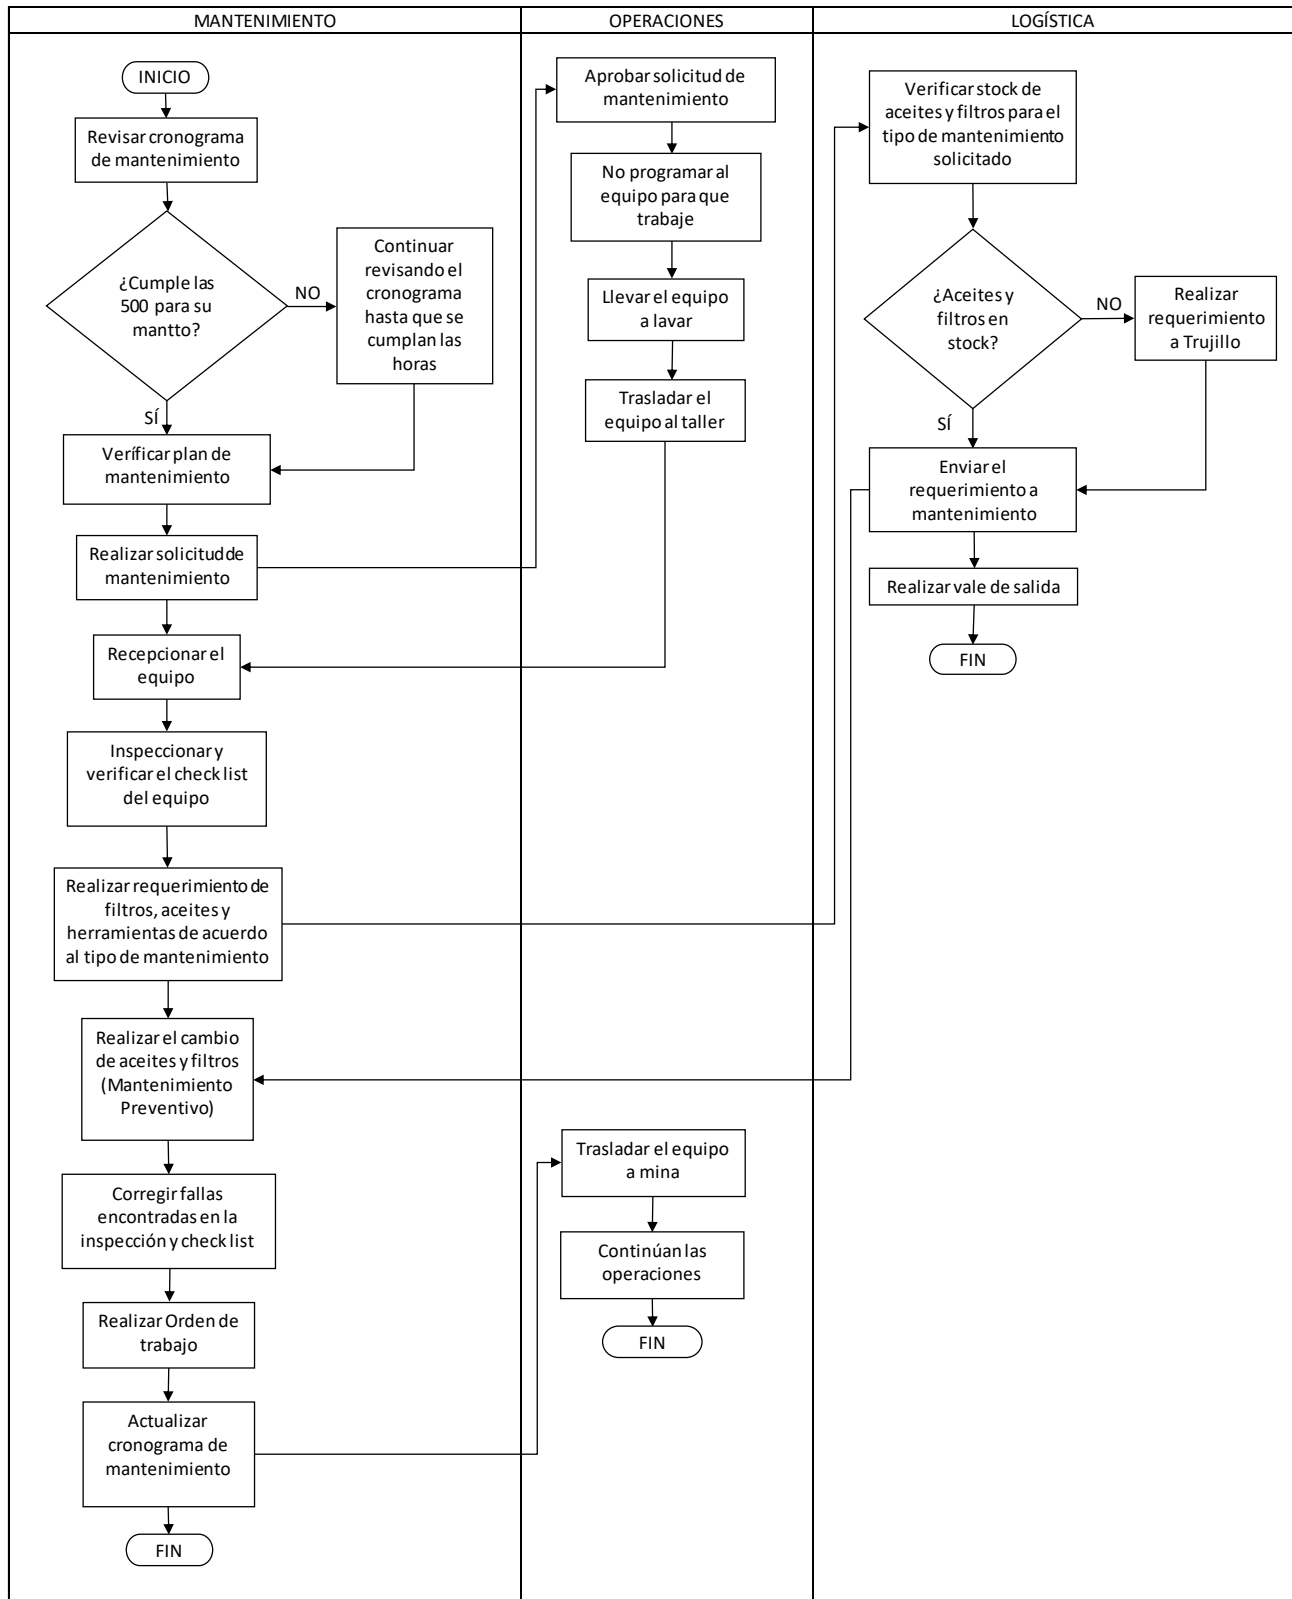 MANTENIMIENTO
OPERACIONES
LOGÍSTICA
INICIO
Revisar cronograma
de mantenimiento
¿Cumple las
500 para su
mantto?
NO
Continuar
revisando el
cronograma
hasta que se
cumplan las
horas
SÍ
Veríficar plan de
mantenimiento
Realizar solicitud de
mantenimiento
Recepcionar el
equipo
Inspeccionar y
verificar el check list
del equipo
Realizar requerimiento de
filtros, aceites y
herramientas de acuerdo
al tipo de mantenimiento
Realizar el cambio
de aceites y filtros
(Mantenimiento
Preventivo)
Corregir fallas
encontradas en la
inspección y check list
Realizar Orden de
trabajo
Actualizar
cronograma de
mantenimiento
FIN
Aprobar solicitud de
mantenimiento
No programar al
equipo para que
trabaje
Llevar el equipo
a lavar
Trasladar el
equipo al taller
Trasladar el equipo
a mina
Continúan las
operaciones
FIN
Verificar stock de
aceites y filtros para el
tipo de mantenimiento
solicitado
¿Aceites y
filtros en
stock?
NO
Realizar
requerimiento
a Trujillo
SÍ
Enviar el
requerimiento a
mantenimiento
Realizar vale de salida
FIN